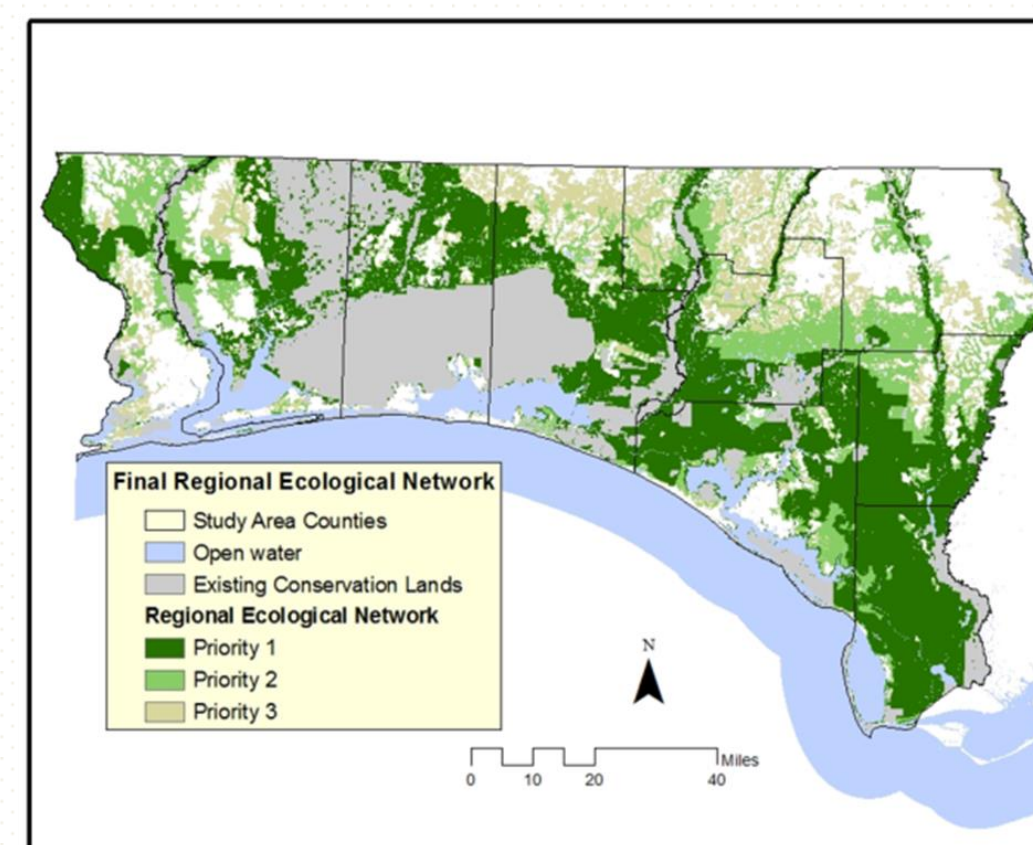 Final Regional Ecological Network
Study Area Counties
Open water
Existing Conservation Lands
Regional Ecological Network
Priority 1
Priority 2
Priority 3
N
Miles
0 10 20 40